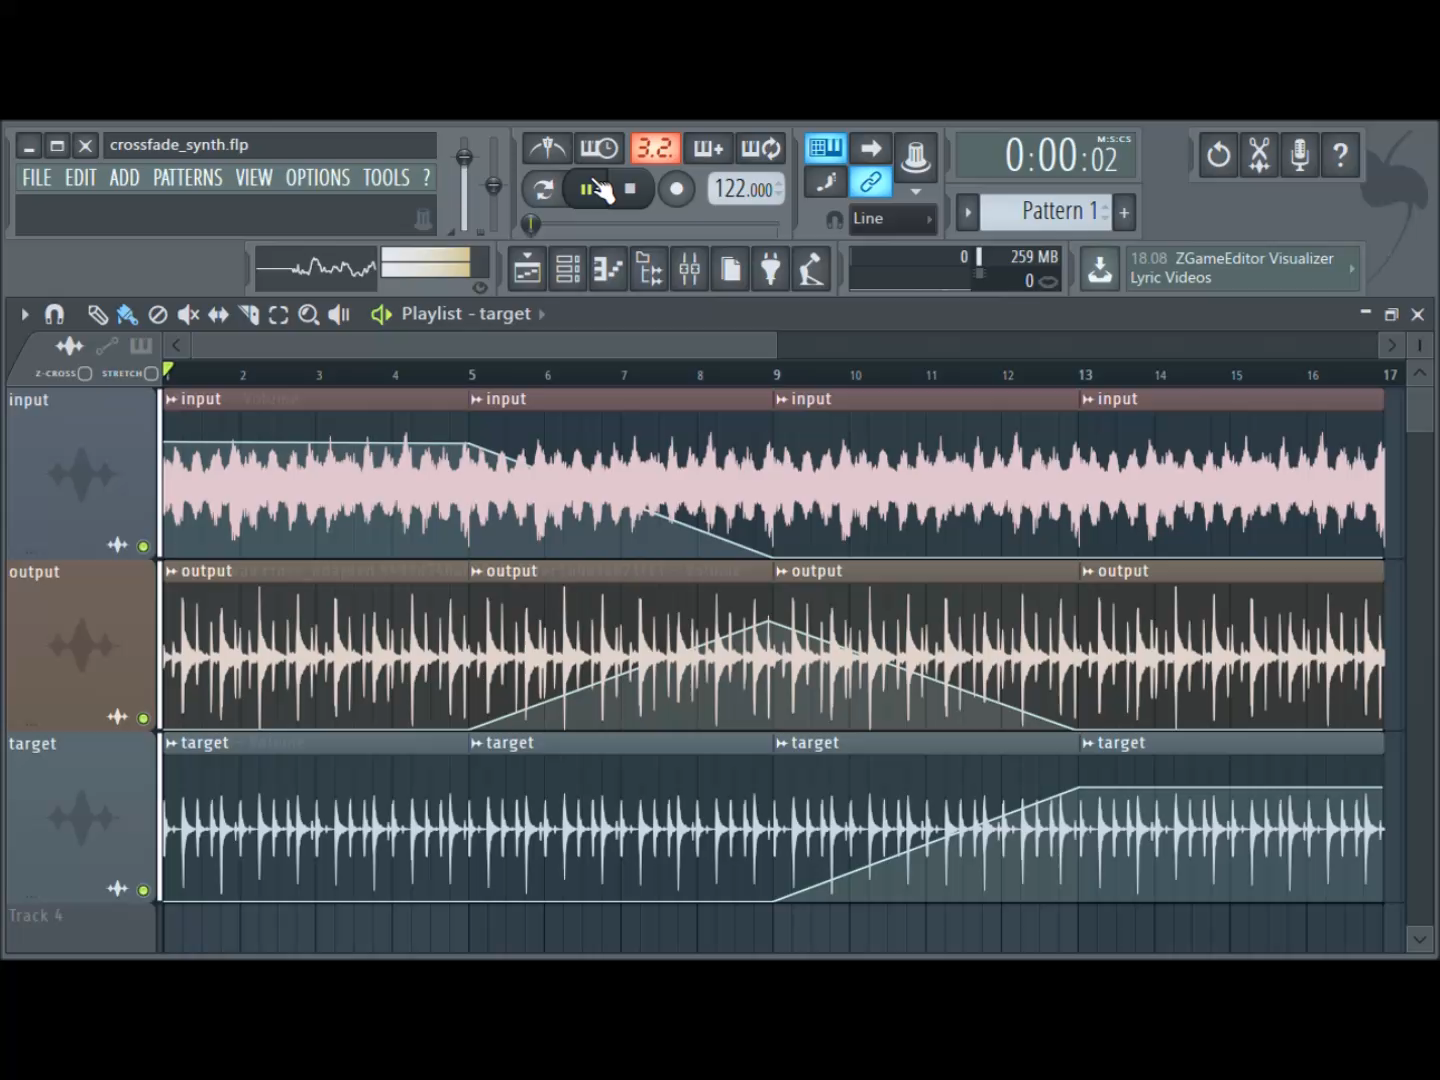 crossfade_synth.flp
FILE EDIT ADD PATTERNS VIEW OPTIONS TOOLS ?
3.2.
122.000
Line
M:S:CS
0:00:02
Pattern 1
+
?
0 259 MB
0
18.08 ZGameEditor Visualizer
Lyric Videos
Playlist - target
Z-CROSS STRETCH
1 2 3 4 5 6 7 8 9 10 11 12 13 14 15 16 17
input
input Volume
input
input
input
output
output
output
output
output
target
target Volume
target
target
target
Track 4